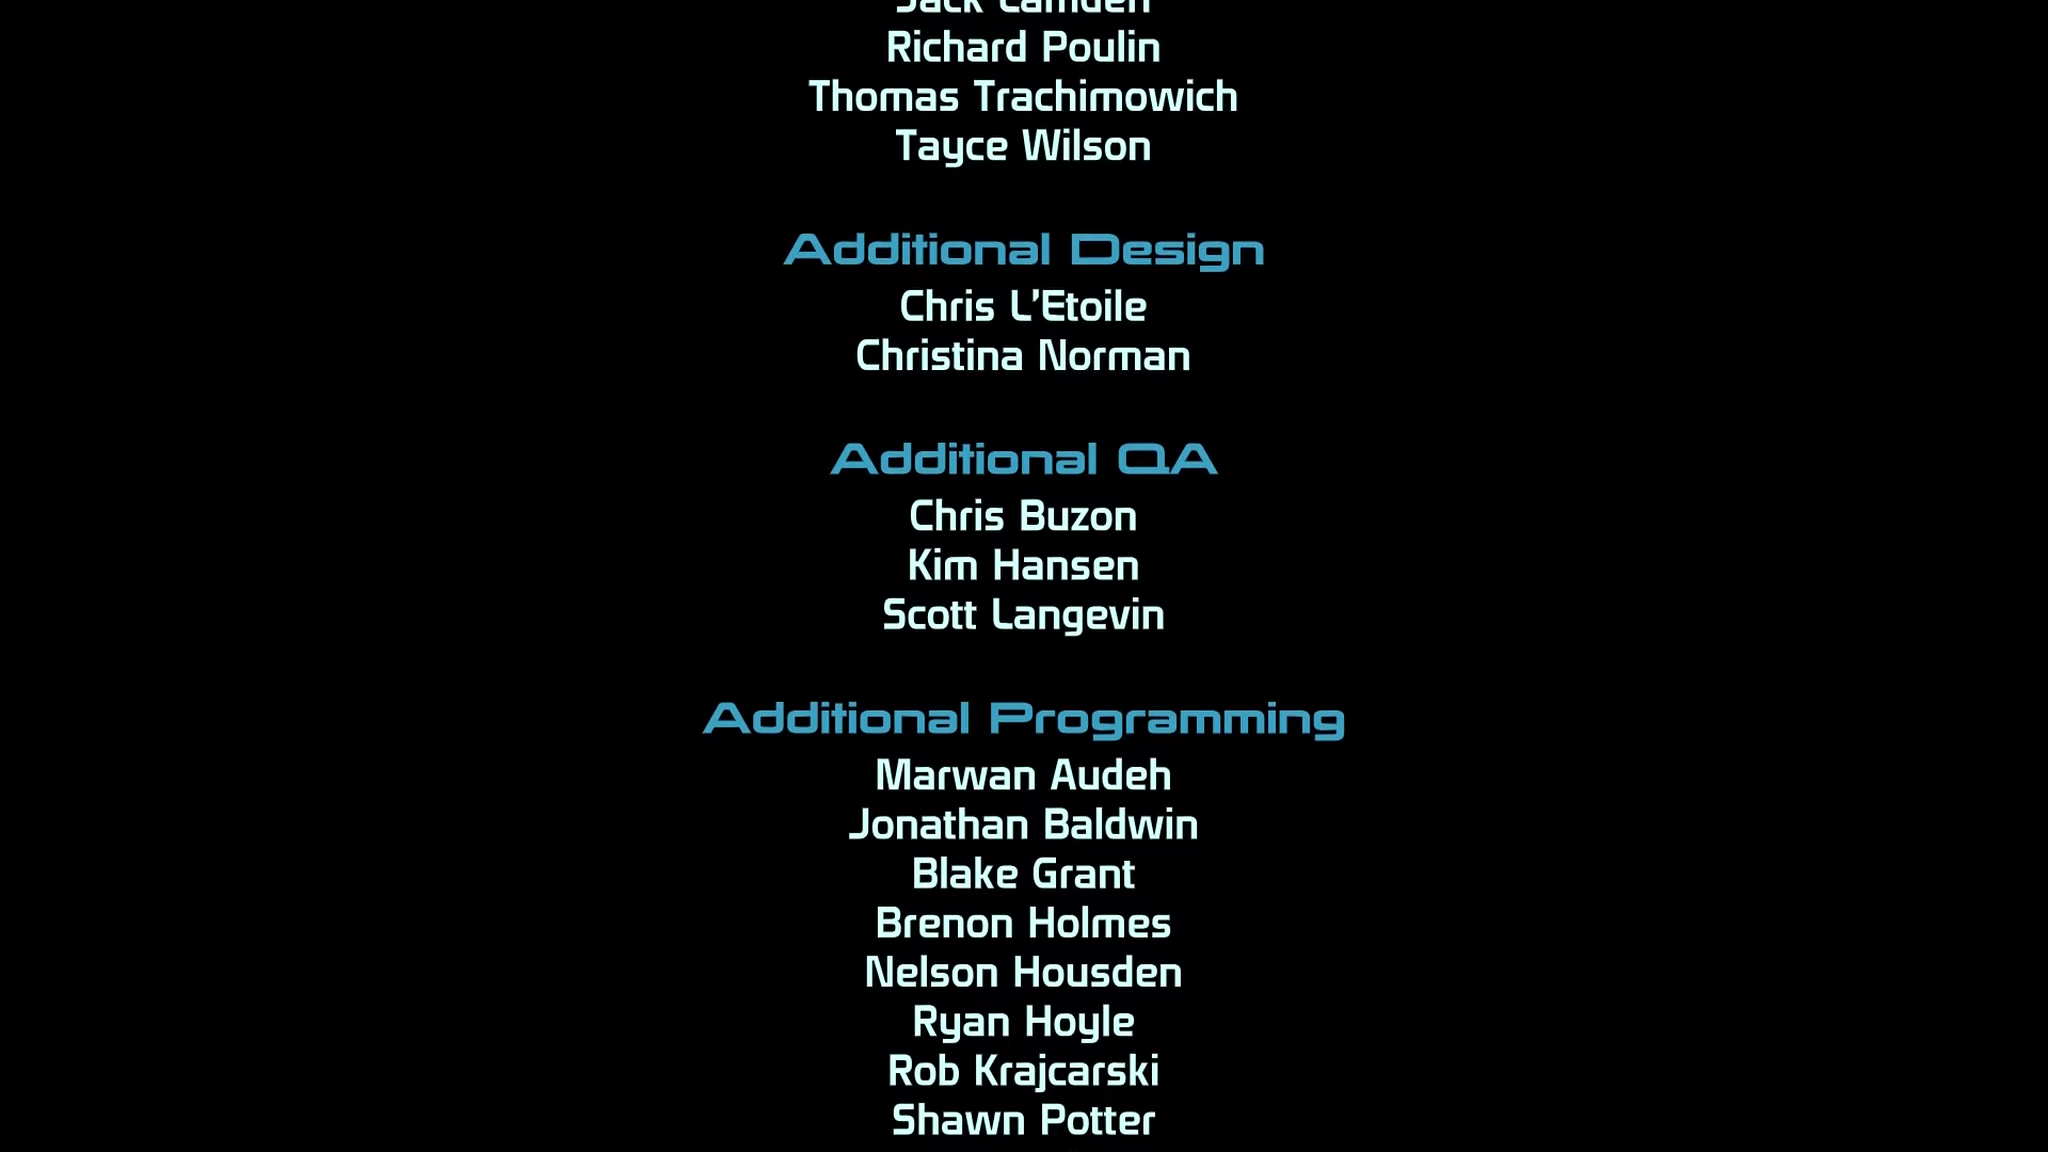 Jack Lamden
Richard Poulin
Thomas Trachimowich
Tayce Wilson
Additional Design
Chris L'Etoile
Christina Norman
Additional QA
Chris Buzon
Kim Hansen
Scott Langevin
Additional Programming
Marwan Audeh
Jonathan Baldwin
Blake Grant
Brenon Holmes
Nelson Housden
Ryan Hoyle
Rob Krajcarski
Shawn Potter